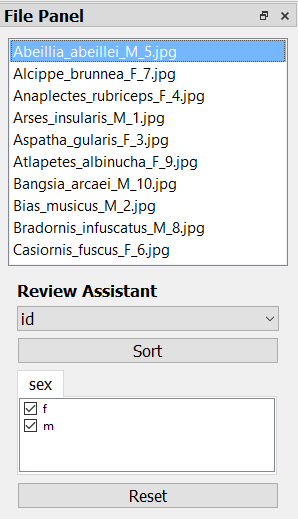 File Panel
Abeillia_abeillei_M_5.jpg
Alcippe_brunnea_F_7.jpg
Anaplectes_rubriceps_F_4.jpg
Arses_insularis_M_1.jpg
Aspatha_gularis_F_3.jpg
Atlapetes_albinucha_F_9.jpg
Bangsia_arcaei_M_10.jpg
Bias_musicus_M_2.jpg
Bradornis_infuscatus_M_8.jpg
Casiornis_fuscus_F_6.jpg
Review Assistant
id
Sort
sex
f
m
Reset